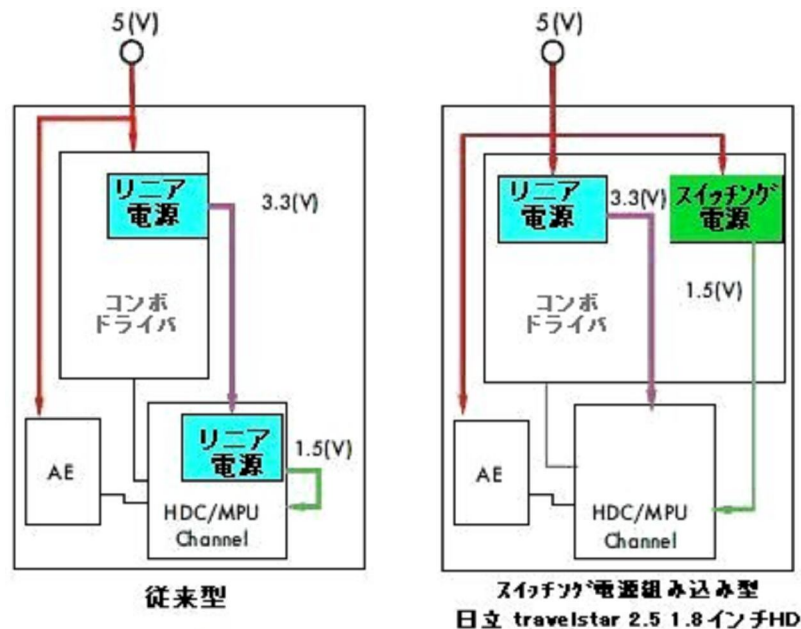 5(V)
リニア
電源
3.3(V)
コンボ
ドライバ
リニア
電源
1.5(V)
AE
HDC/MPU
Channel
従来型
5(V)
リニア
電源
3.3(V)
スイッチング
電源
1.5(V)
コンボ
ドライバ
AE
HDC/MPU
Channel
スイッチング電源組み込み型
日立 travelstar 2.5 1.8インチHD